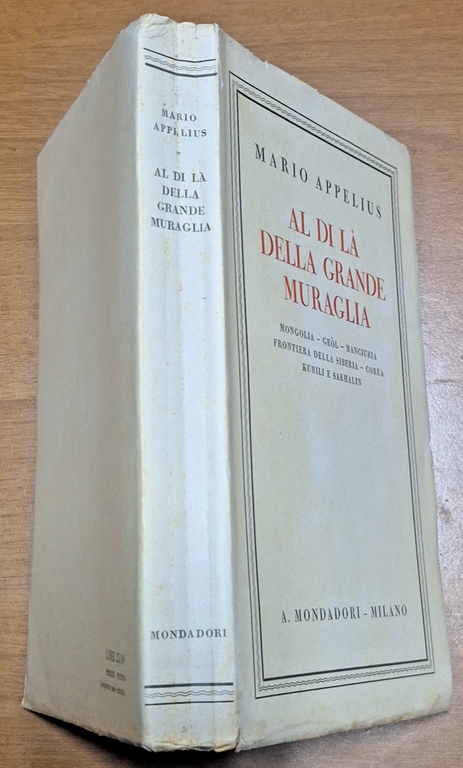 MARIO
APPELIUS
AL DI LÀ
DELLA
GRANDE
MURAGLIA
MONDADORI
MARIO APPELIUS
AL DI LÀ
DELLA GRANDE
MURAGLIA
MONGOLIA - GEÒL - MANCIURIA
FRONTIERA DELLA SIBERIA - COREA
KURILI E SAKHALIN
A. MONDADORI - MILANO
LIRE